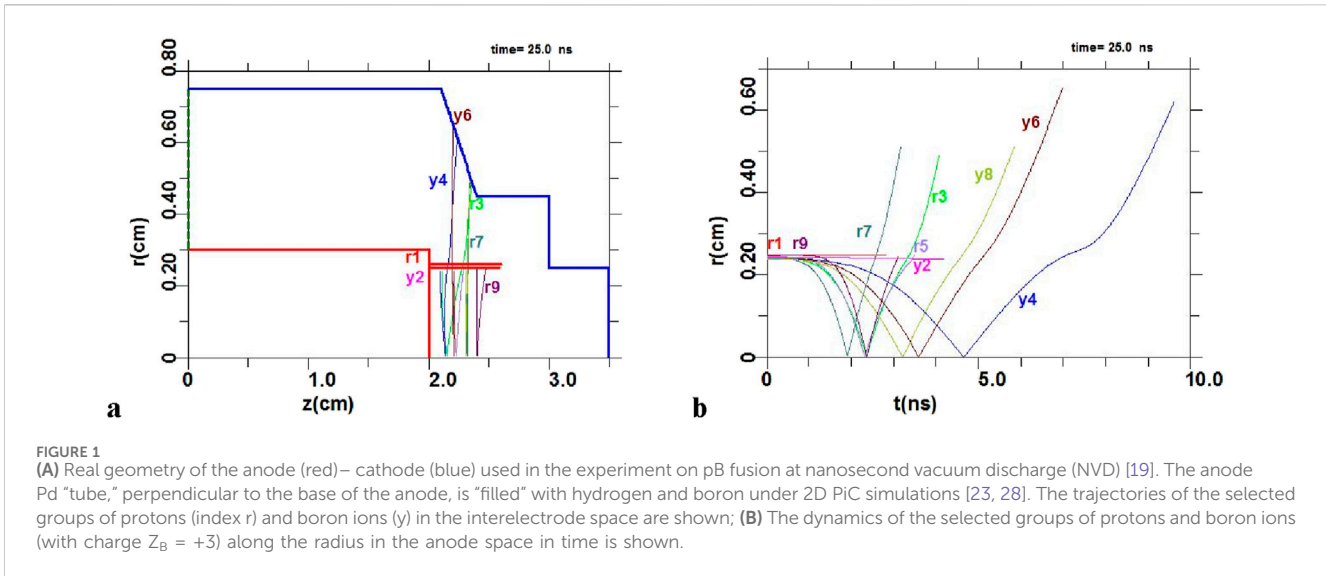 time= 25.0 ns
0.80
0.60
0.40
0.20
0
r(cm)
y6
y4
r3
r7
r1
y2
r9
0
1.0
2.0
3.0
z(cm)
a
time= 25.0 ns
0.60
0.40
0.20
0
r(cm)
y6
y8
r3
r7
r5
r1
r9
y2
y4
0
5.0
10.0
t(ns)
b
FIGURE 1
(A) Real geometry of the anode (red)– cathode (blue) used in the experiment on pB fusion at nanosecond vacuum discharge (NVD) [19]. The anode
Pd “tube,” perpendicular to the base of the anode, is “filled” with hydrogen and boron under 2D PiC simulations [23, 28]. The trajectories of the selected
groups of protons (index r) and boron ions (y) in the interelectrode space are shown; (B) The dynamics of the selected groups of protons and boron ions
(with charge Z_B = +3) along the radius in the anode space in time is shown.